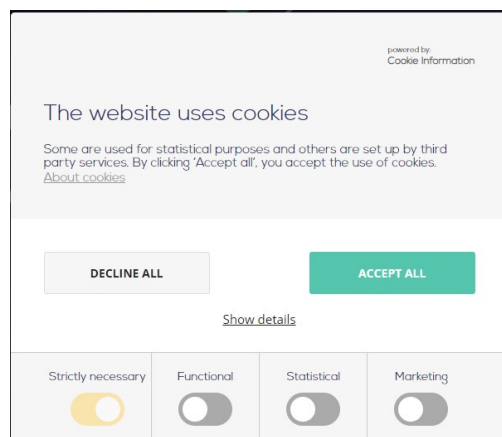 powered by:
Cookie Information
The website uses cookies
Some are used for statistical purposes and others are set up by third
party services. By clicking 'Accept all', you accept the use of cookies.
About cookies
DECLINE ALL
ACCEPT ALL
Show details
Strictly necessary
Functional
Statistical
Marketing